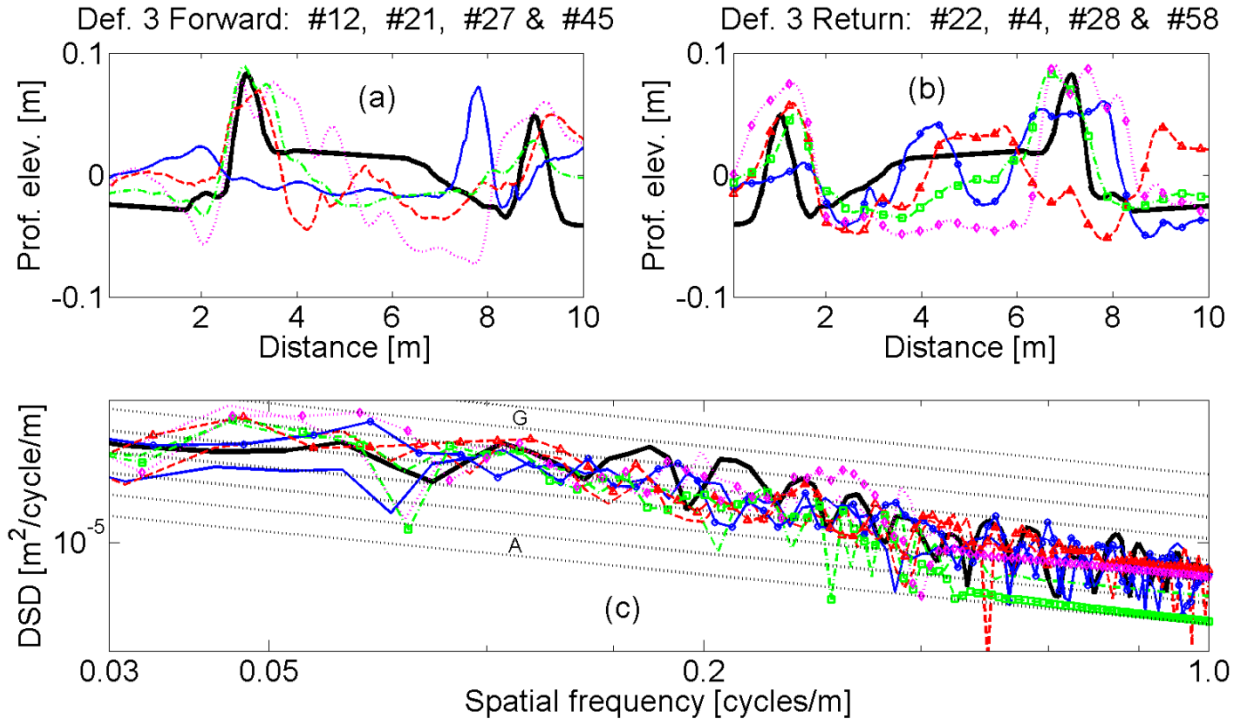 Def. 3 Forward: #12, #21, #27 & #45
Def. 3 Return: #22, #4, #28 & #58
0.1
0
-0.1
Prof. elev. [m]
(a)
2 4 6 8 10
Distance [m]
0.1
0
-0.1
Prof. elev. [m]
(b)
2 4 6 8 10
Distance [m]
DSD [m²/cycle/m]
10⁻⁵
G
A
(c)
0.03 0.05 0.2 1.0
Spatial frequency [cycles/m]